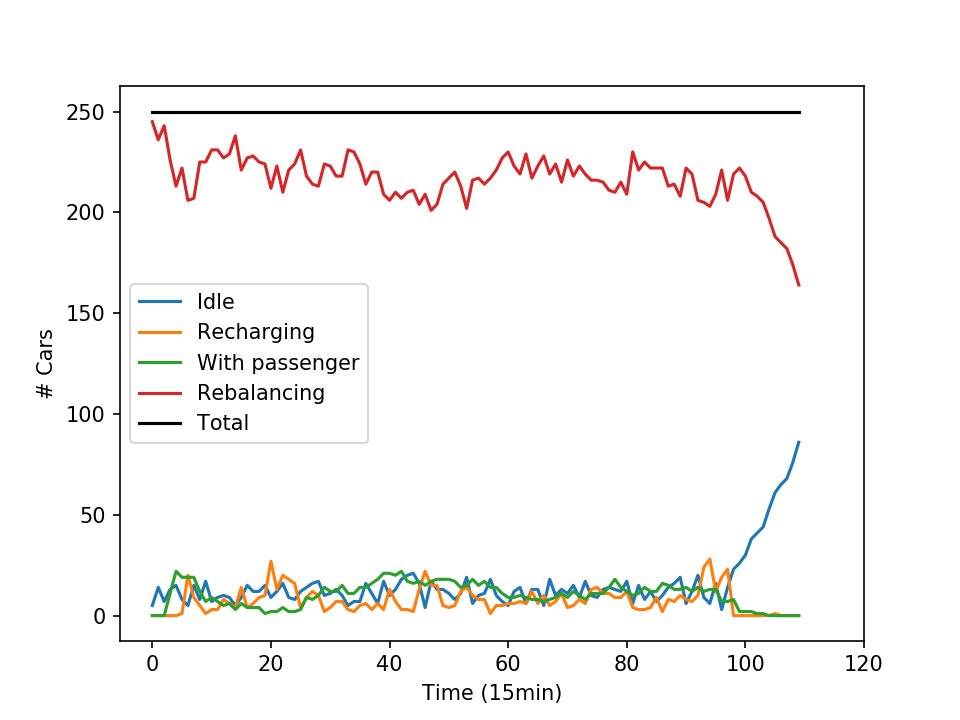 250
200
150
100
50
0
# Cars
Idle
Recharging
With passenger
Rebalancing
Total
0 20 40 60 80 100 120
Time (15min)